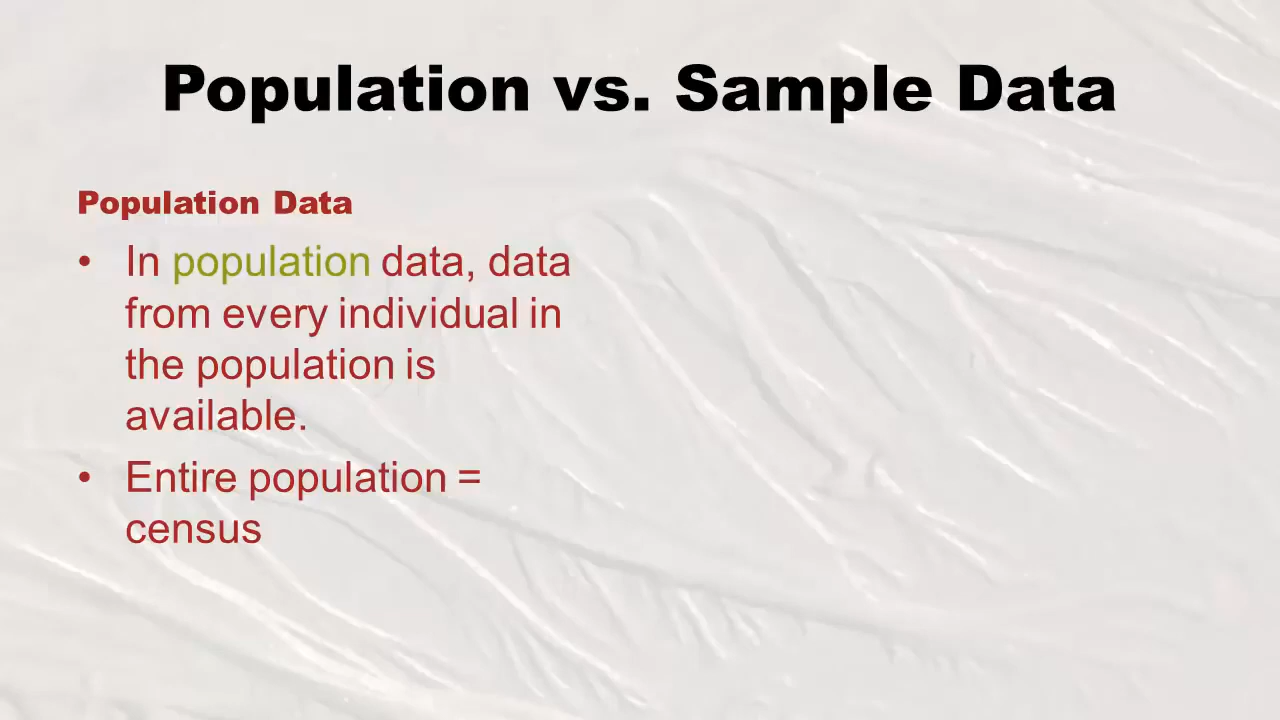 Population vs. Sample Data
Population Data
• In population data, data
from every individual in
the population is
available.
• Entire population =
census